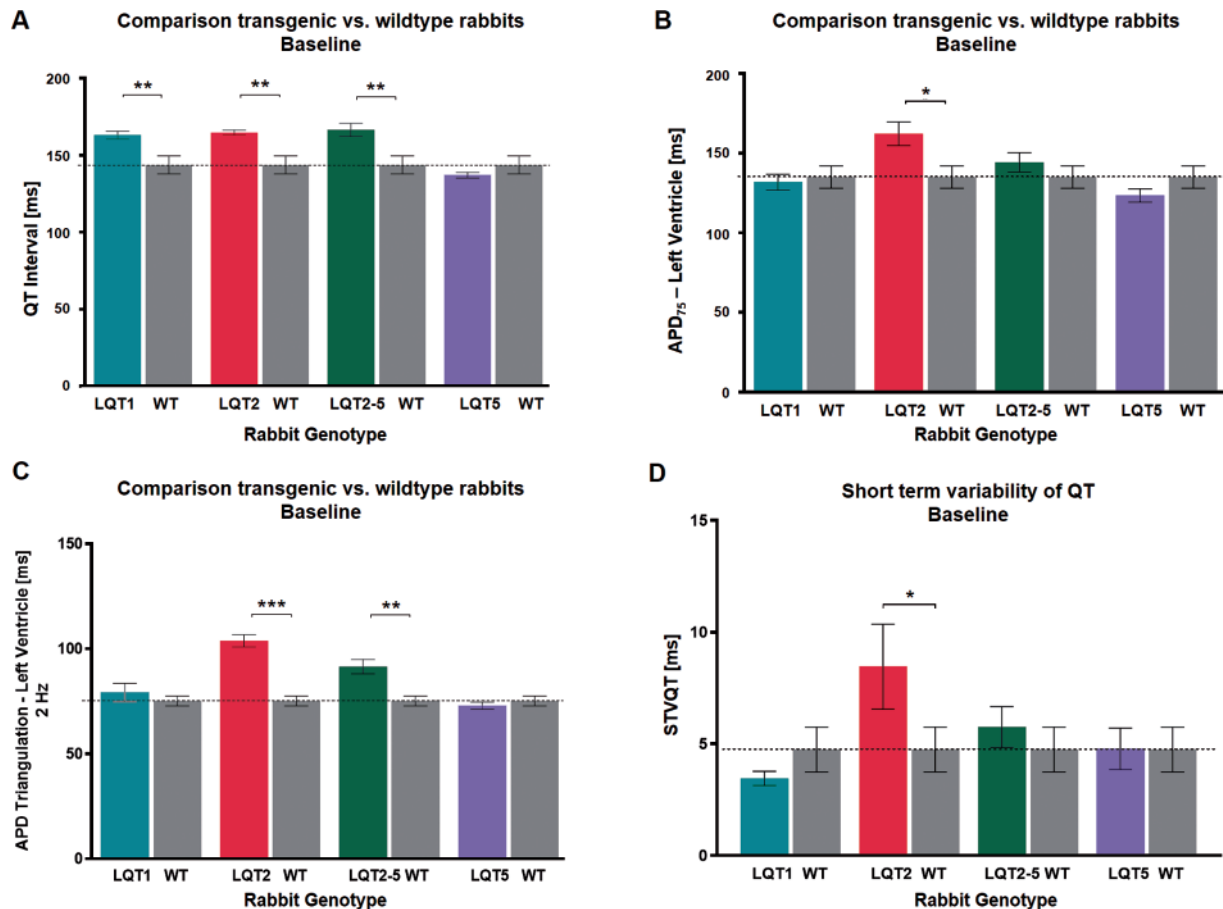 A
Comparison transgenic vs. wildtype rabbits
Baseline
QT Interval [ms]
200
150
100
50
0
** ** **
LQT1 WT LQT2 WT LQT2-5 WT LQT5 WT
Rabbit Genotype
B
Comparison transgenic vs. wildtype rabbits
Baseline
APD75 – Left Ventricle [ms]
200
150
100
50
0
*
LQT1 WT LQT2 WT LQT2-5 WT LQT5 WT
Rabbit Genotype
C
Comparison transgenic vs. wildtype rabbits
Baseline
APD Triangulation - Left Ventricle [ms]
2 Hz
150
100
50
0
*** **
LQT1 WT LQT2 WT LQT2-5 WT LQT5 WT
Rabbit Genotype
D
Short term variability of QT
Baseline
STVQT [ms]
15
10
5
0
*
LQT1 WT LQT2 WT LQT2-5 WT LQT5 WT
Rabbit Genotype